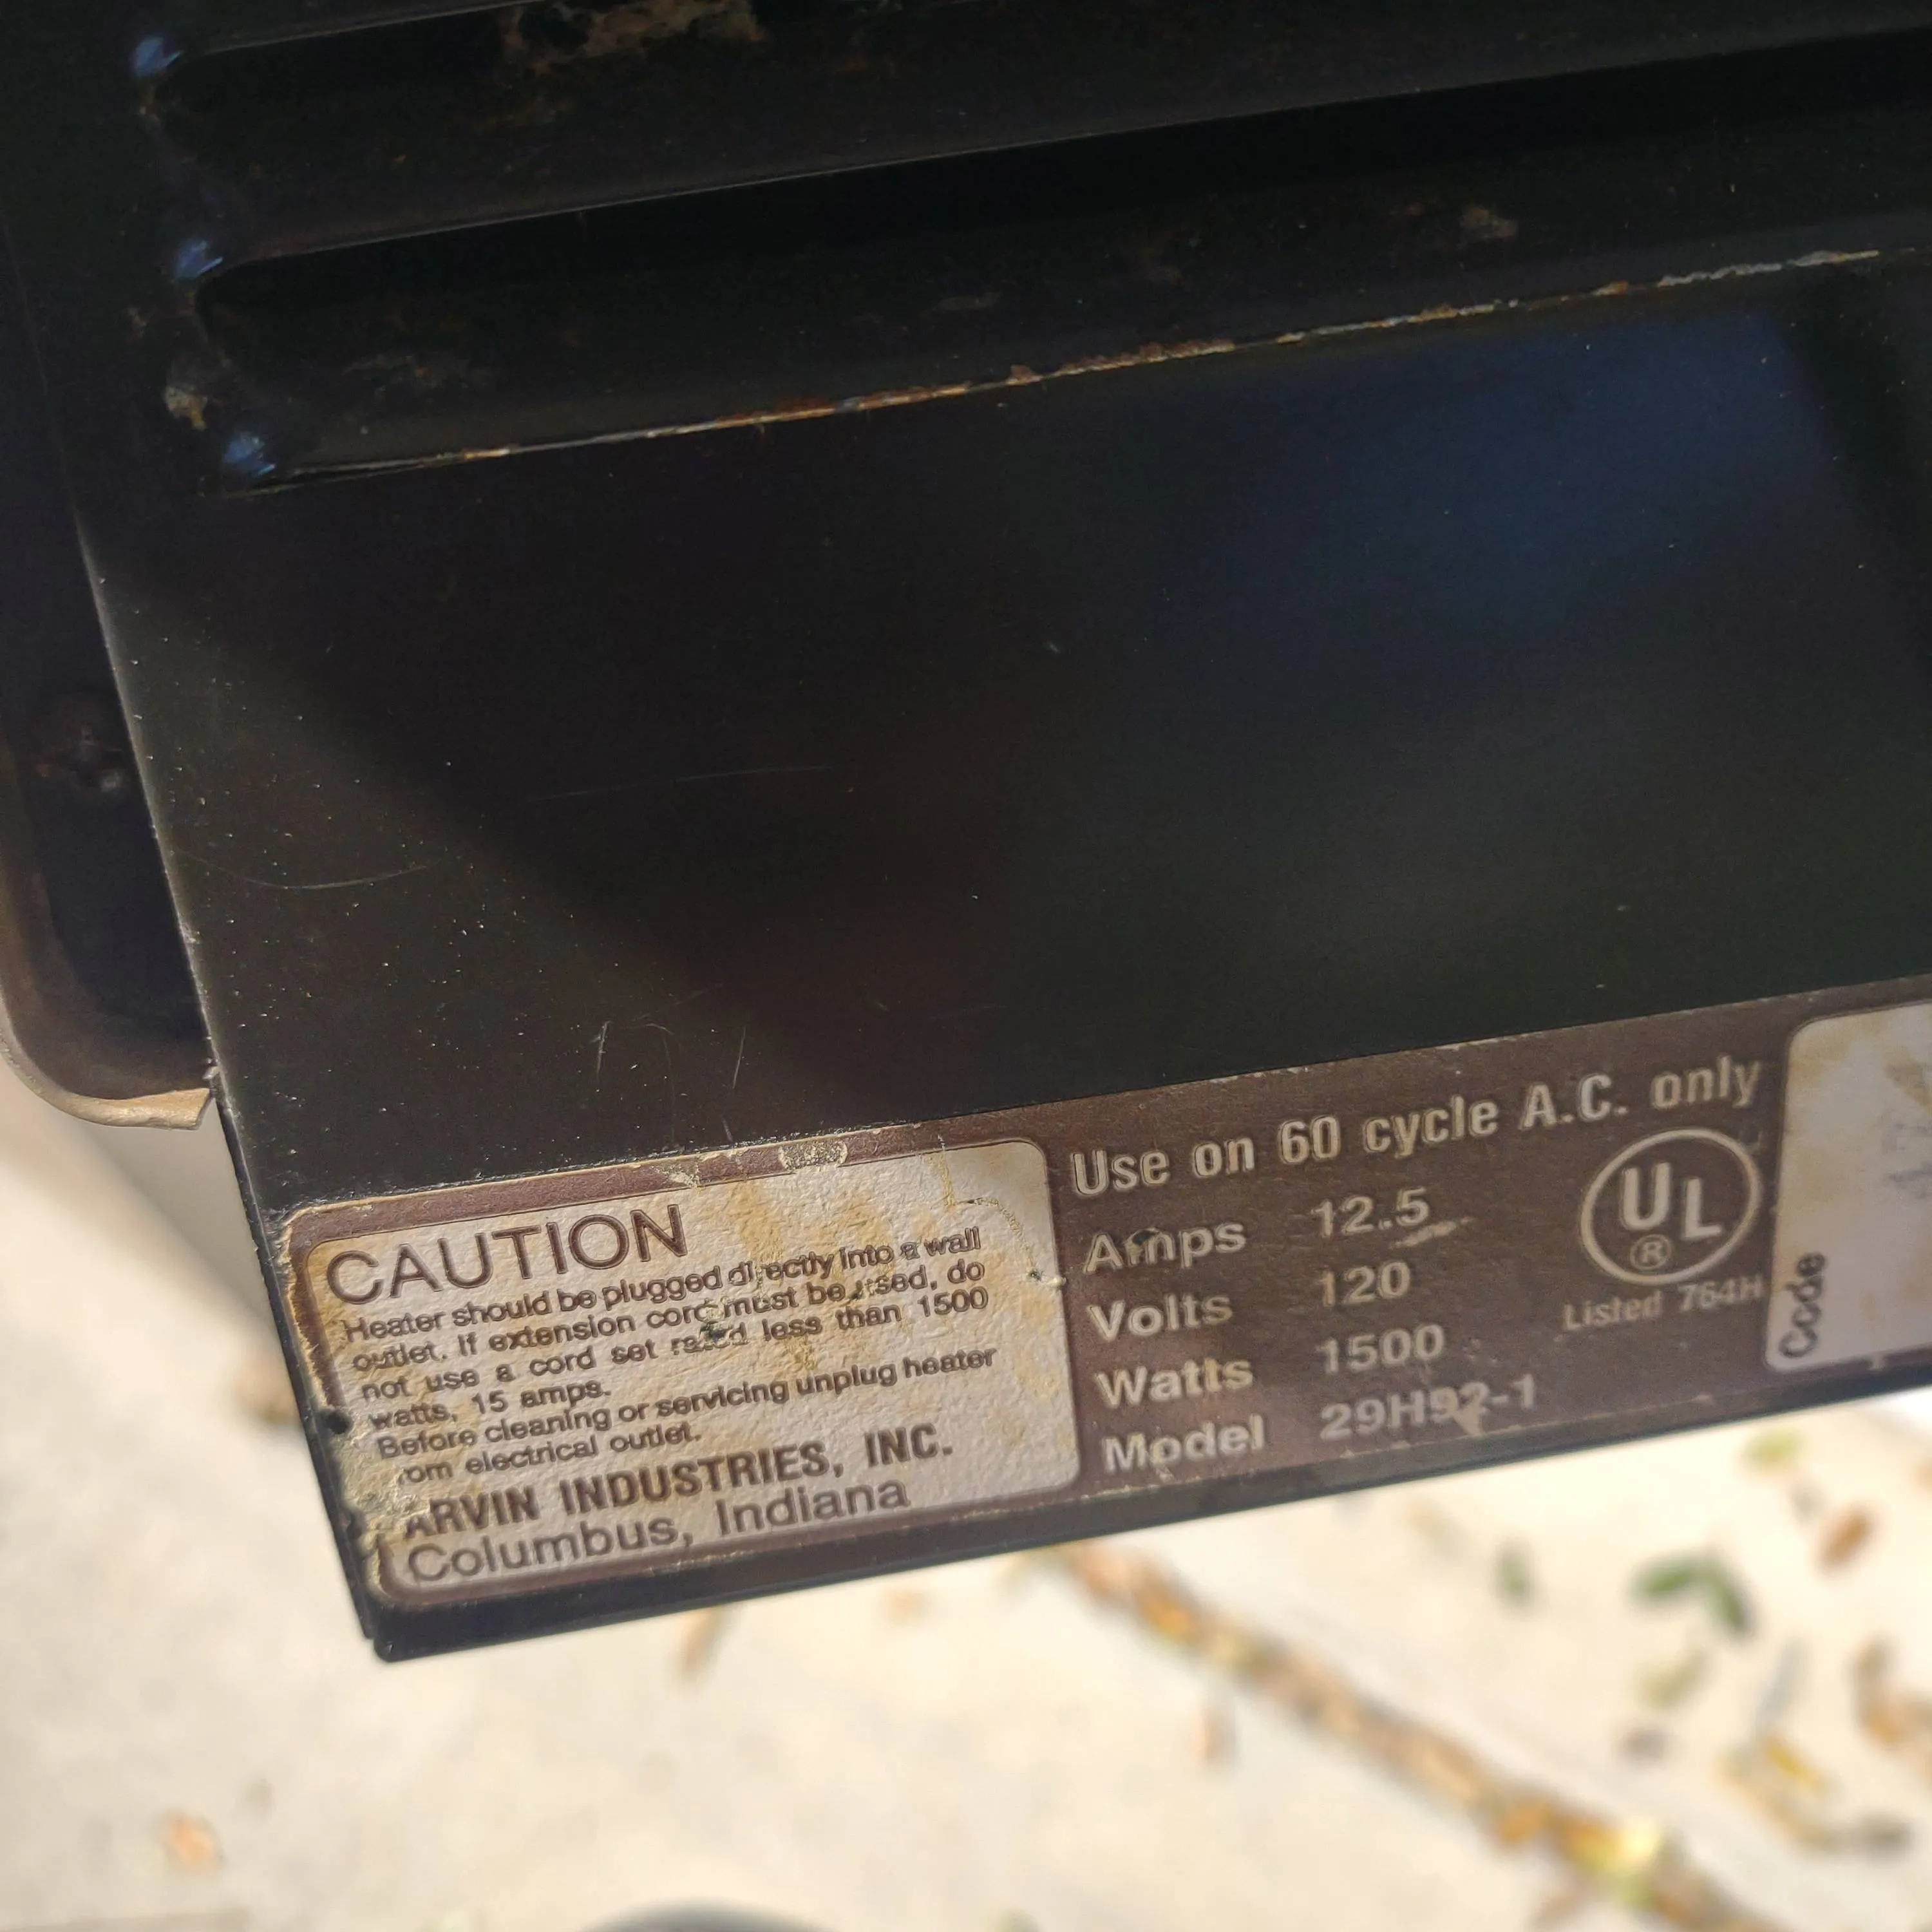 CAUTION
Heater should be plugged directly into a wall
outlet. If extension cord must be used, do
not use a cord set rated less than 1500
watts, 15 amps.
Before cleaning or servicing unplug heater
rom electrical outlet.
ARVIN INDUSTRIES, INC.
Columbus, Indiana
Use on 60 cycle A.C. only
Amps 12.5
Volts 120
Watts 1500
Model 29H92-1
UL
®
Listed 764H
Code